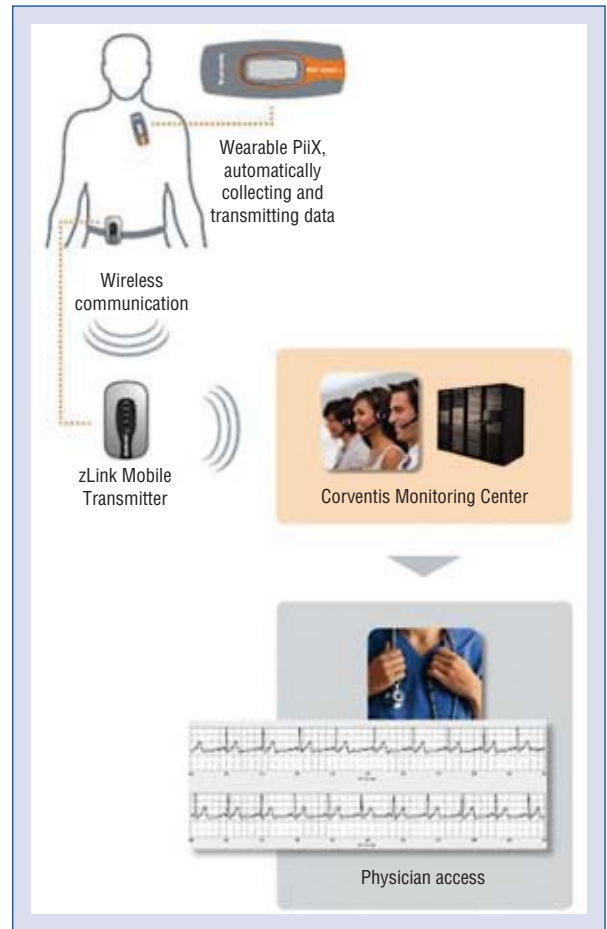 Wearable PiiX,
automatically
collecting and
transmitting data
Wireless
communication
zLink Mobile
Transmitter
Corventis Monitoring Center
Physician access